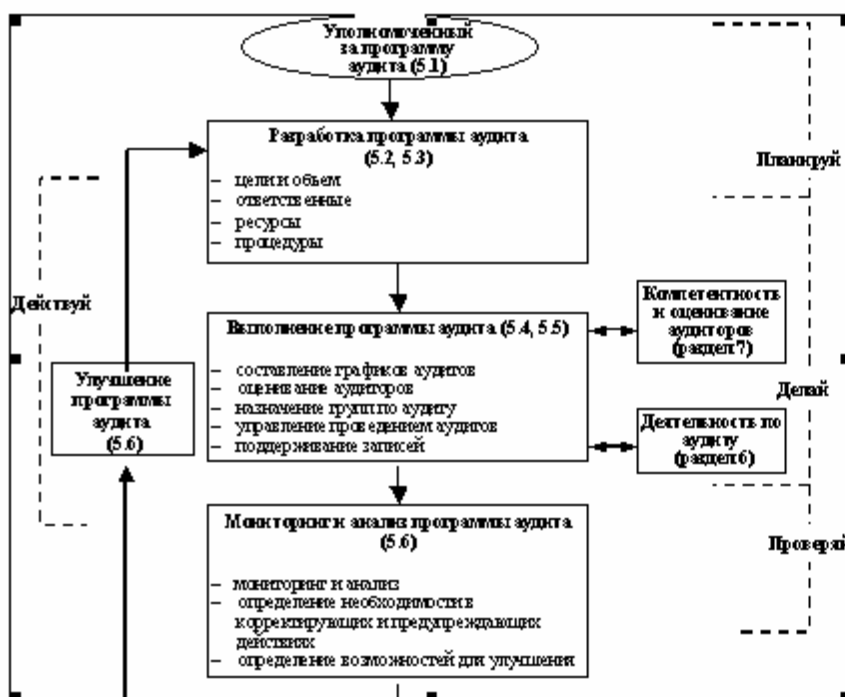 Уполномоченный
за программу
аудита (5.1)
Разработка программы аудита
(5.2, 5.3)
– цели и объем
– ответственные
– ресурсы
– процедуры
Планируй
Действуй
Выполнение программы аудита (5.4, 5.5)
– составление графиков аудитов
– оценивание аудиторов
– назначение групп по аудиту
– управление проведением аудитов
– поддерживание записей
Компетентность
и оценивание
аудиторов
(раздел 7)
Делай
Деятельность по
аудиту
(раздел 6)
Улучшение
программы
аудита
(5.6)
Мониторинг и анализ программы аудита
(5.6)
– мониторинг и анализ
– определение необходимости в
корректирующих и предупреждающих
действиях
– определение возможностей для улучшения
Проверяй